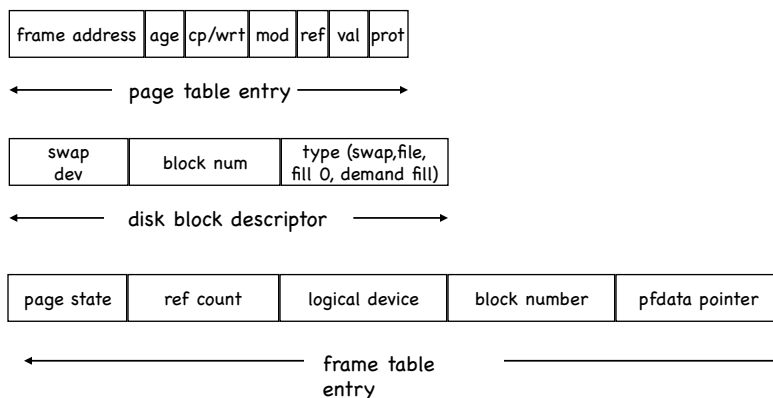 frame address age cp/wrt mod ref val prot
page table entry
swap
dev
block num
type (swap,file,
fill 0, demand fill)
disk block descriptor
page state ref count logical device block number pfdata pointer
frame table
entry